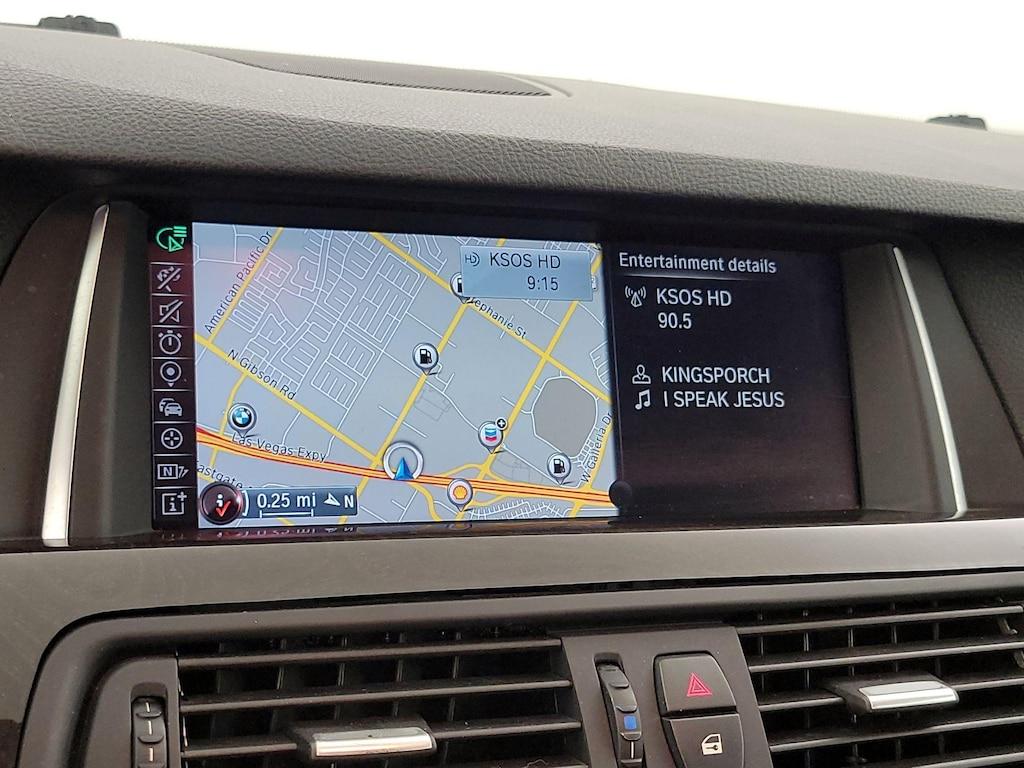 American Pacific Dr
HD KSOS HD
9:15
Stephanie St
N Gibson Rd
Las Vegas Expy
W Galleria Dr
0.25 mi
N
Entertainment details
KSOS HD
90.5
KINGSPORCH
I SPEAK JESUS